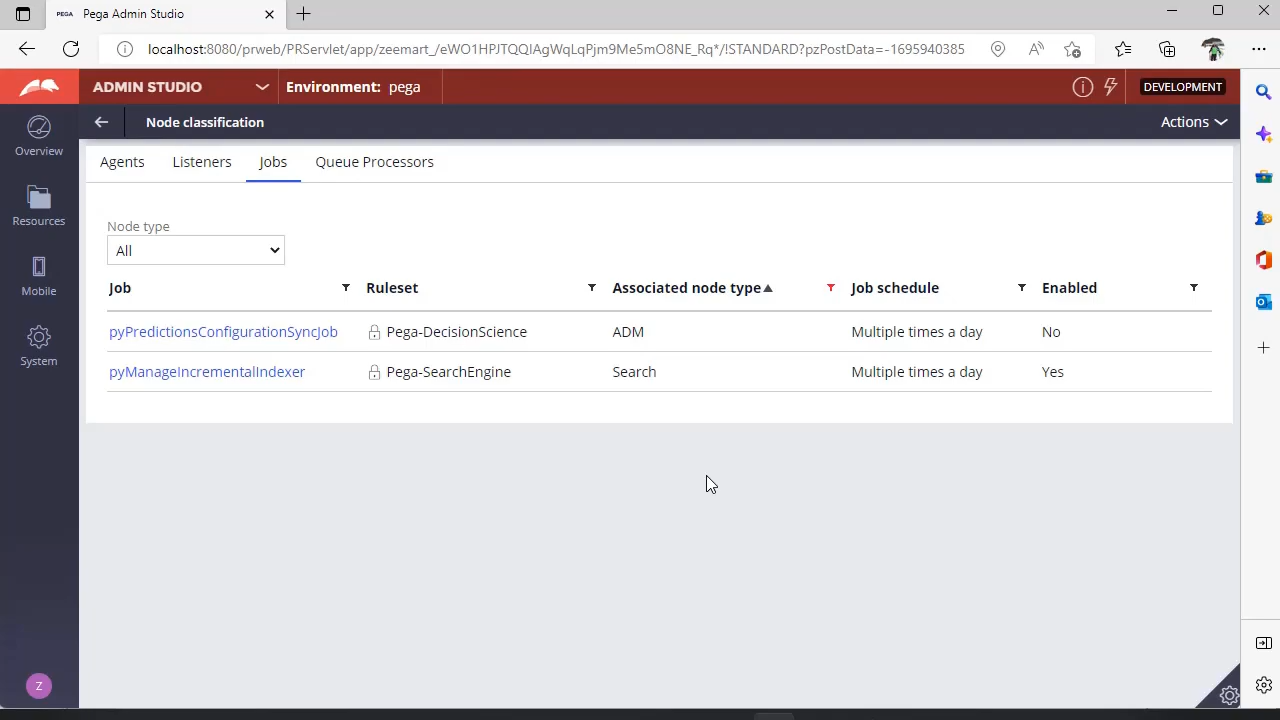 PEGA Pega Admin Studio
localhost:8080/prweb/PRServlet/app/zeemart_/eWO1HPJTQQIAgWqLqPjm9Me5mO8NE_Rq*/!STANDARD?pzPostData=-1695940385
ADMIN STUDIO
Environment: pega
DEVELOPMENT
Node classification
Actions
Overview
Resources
Mobile
System
Z
Agents Listeners Jobs Queue Processors
Node type
All
Job Ruleset Associated node type Job schedule Enabled
pyPredictionsConfigurationSyncJob Pega-DecisionScience ADM Multiple times a day No
pyManageIncrementalIndexer Pega-SearchEngine Search Multiple times a day Yes